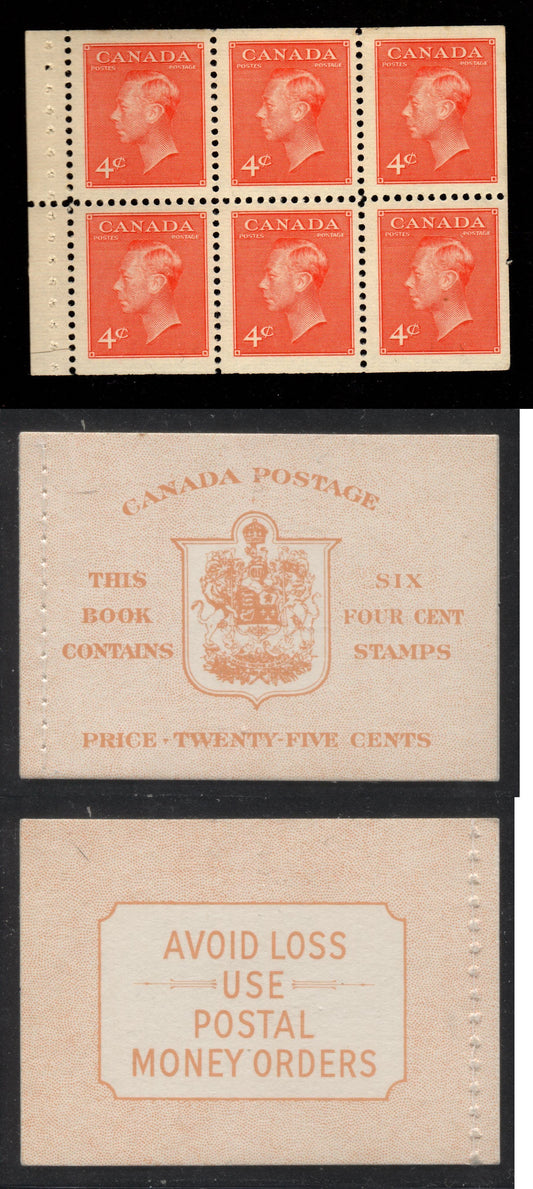 CANADA CANADA CANADA
POSTES POSTAGE POSTES POSTAGE POSTES POSTAGE
4¢ 4¢ 4¢
CANADA CANADA CANADA
POSTES POSTAGE POSTES POSTAGE POSTES POSTAGE
4¢ 4¢ 4¢
CANADA POSTAGE
THIS SIX
BOOK FOUR CENT
CONTAINS STAMPS
PRICE - TWENTY-FIVE CENTS
AVOID LOSS
USE
POSTAL
MONEY ORDERS